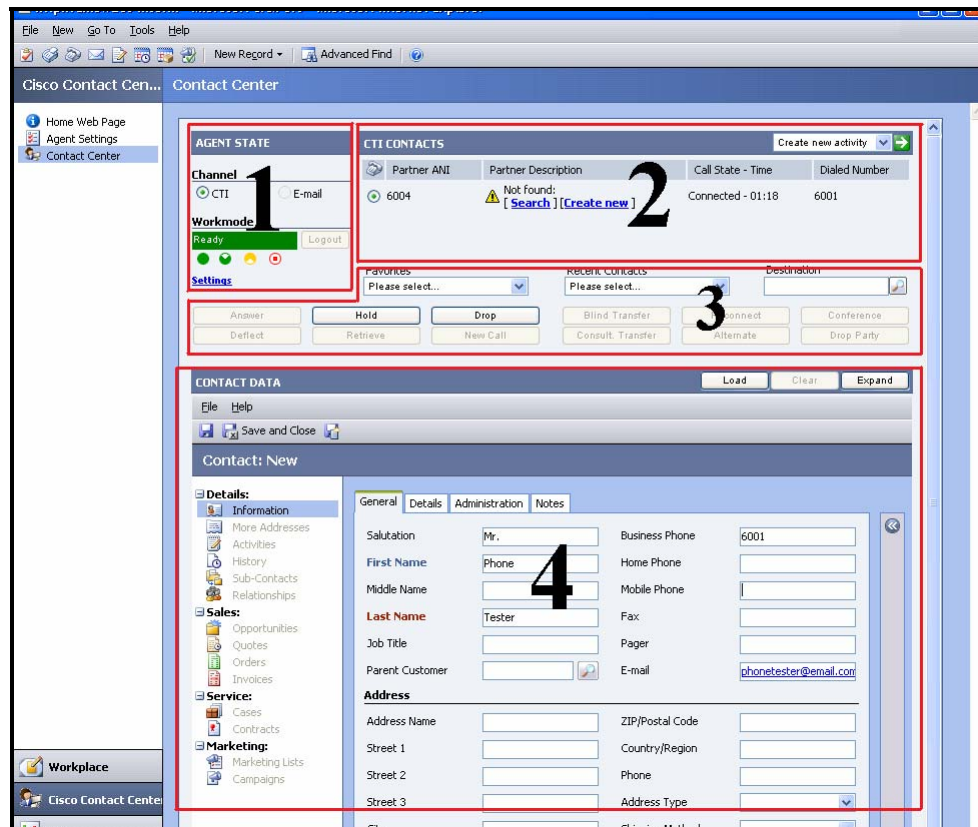 File New Go To Tools Help
New Record Advanced Find
Cisco Contact Cen... Contact Center
Home Web Page
Agent Settings
Contact Center
AGENT STATE
Channel
CTI E-mail
Workmode
Ready Logout
Settings
1
CTI CONTACTS Create new activity
Partner ANI Partner Description Call State - Time Dialed Number
6004 Not found: Connected - 01:18 6001
[ Search ] [Create new ]
2
Favorites Recent Contacts Destination
Please select... Please select...
3
Answer Hold Drop Blind Transfer Conference
Deflect Retrieve New Call Consult. Transfer Alternate Drop Party
CONTACT DATA Load Clear Expand
File Help
Save and Close
Contact: New
Details:
Information
More Addresses
Activities
History
Sub-Contacts
Relationships
Sales:
Opportunities
Quotes
Orders
Invoices
Service:
Cases
Contracts
Marketing:
Marketing Lists
Campaigns
General Details Administration Notes
Salutation Mr. Business Phone 6001
First Name Phone Home Phone
Middle Name Mobile Phone
Last Name Tester Fax
Job Title Pager
Parent Customer E-mail phonetester@email.com
4
Address
Address Name ZIP/Postal Code
Street 1 Country/Region
Street 2 Phone
Street 3 Address Type
Workplace
Cisco Contact Cente